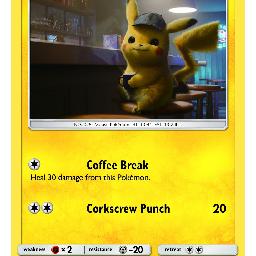 Coffee Break
Heal 30 damage from this Pokémon.
Corkscrew Punch 20
weakness × 2 resistance -20 retreat